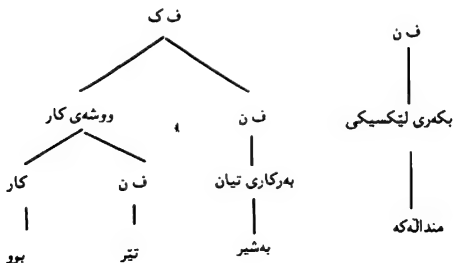 ف ک
ف ن
ووشەی کار
ف ن
بکەری لێکسیکی
کار
ف ن
بەرکاری تیان
منداڵەکە
بوو
تێر
بەشیر